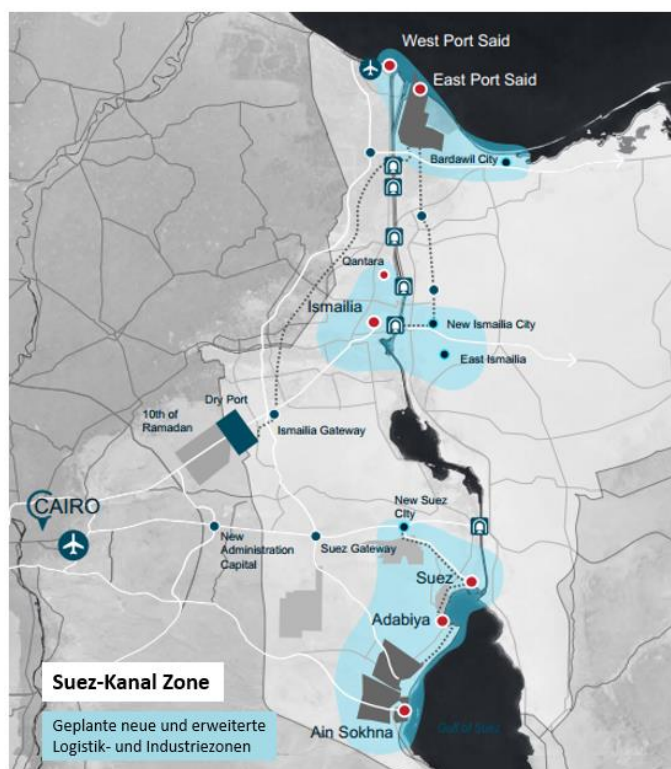 West Port Said
East Port Said
Bardawil City
Qantara
Ismailia
New Ismailia City
East Ismailia
Dry Port
10th of
Ramadan
Ismailia Gateway
CAIRO
New Suez
City
New
Administration
Capital
Suez Gateway
Suez
Adabiya
Suez-Kanal Zone
Geplante neue und erweiterte
Logistik- und Industriezonen
Ain Sokhna
Gulf of Suez